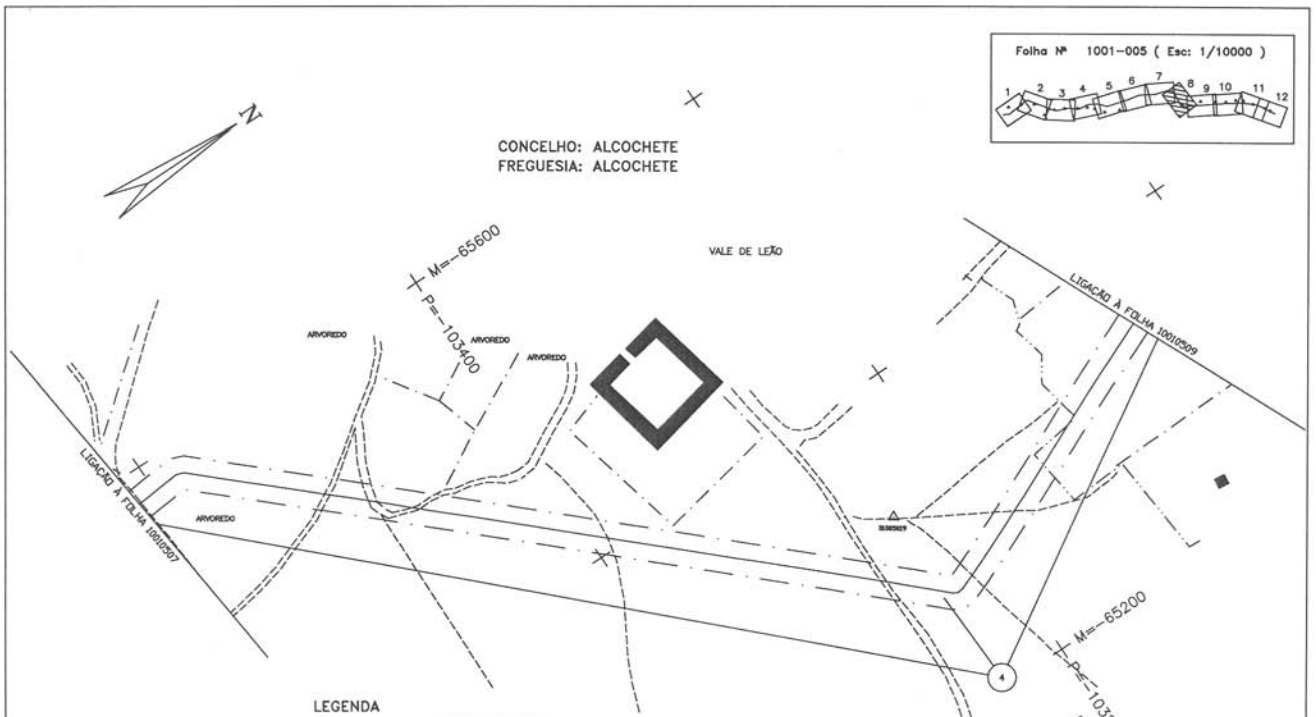 Folha Nª 1001-005 ( Esc: 1/10000 )
1 2 3 4 5 6 7 8 9 10 11 12
N
CONCELHO: ALCOCHETE
FREGUESIA: ALCOCHETE
VALE DE LEÃO
M=-65600
P=-103400
LIGAÇÃO À FOLHA 10010509
ARVOREDO
ARVOREDO
ARVOREDO
LIGAÇÃO À FOLHA 10010507
ARVOREDO
M=-65200
4
LEGENDA